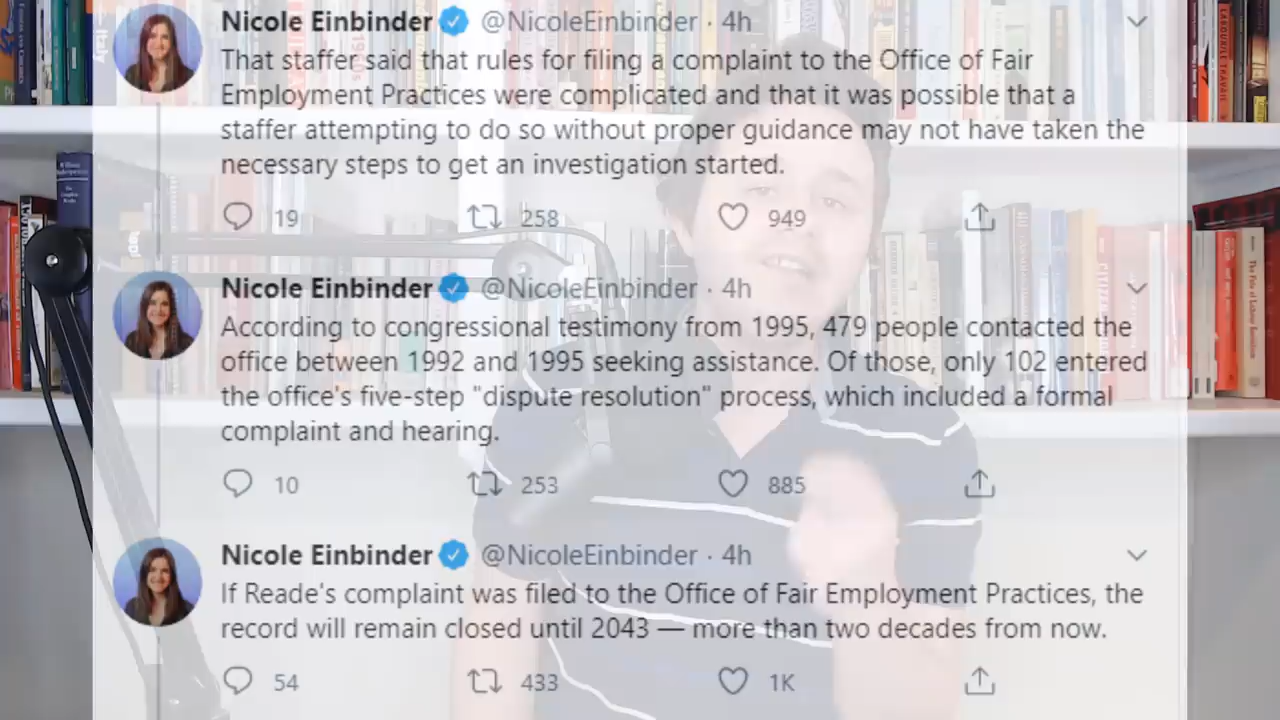 Nicole Einbinder @NicoleEinbinder · 4h
That staffer said that rules for filing a complaint to the Office of Fair
Employment Practices were complicated and that it was possible that a
staffer attempting to do so without proper guidance may not have taken the
necessary steps to get an investigation started.
19 258 949
Nicole Einbinder @NicoleEinbinder · 4h
According to congressional testimony from 1995, 479 people contacted the
office between 1992 and 1995 seeking assistance. Of those, only 102 entered
the office's five-step "dispute resolution" process, which included a formal
complaint and hearing.
10 253 885
Nicole Einbinder @NicoleEinbinder · 4h
If Reade's complaint was filed to the Office of Fair Employment Practices, the
record will remain closed until 2043 — more than two decades from now.
54 433 1K